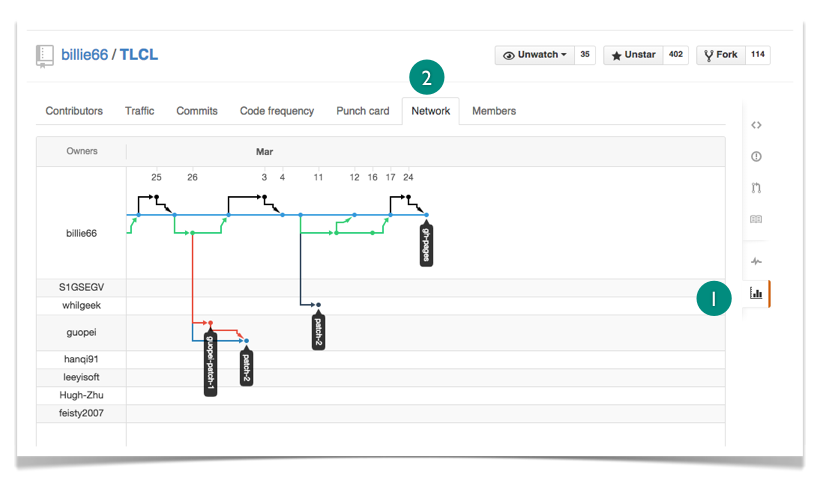 billie66 / TLCL
Unwatch 35 Unstar 402 Fork 114
2
Contributors Traffic Commits Code frequency Punch card Network Members
Owners Mar
25 26 3 4 11 12 16 17 24
billie66
gh-pages
S1GSEGV
1
whilgeek
patch-2
guopei
guopei-patch-1
patch-2
hanqi91
leeyisoft
Hugh-Zhu
feisty2007